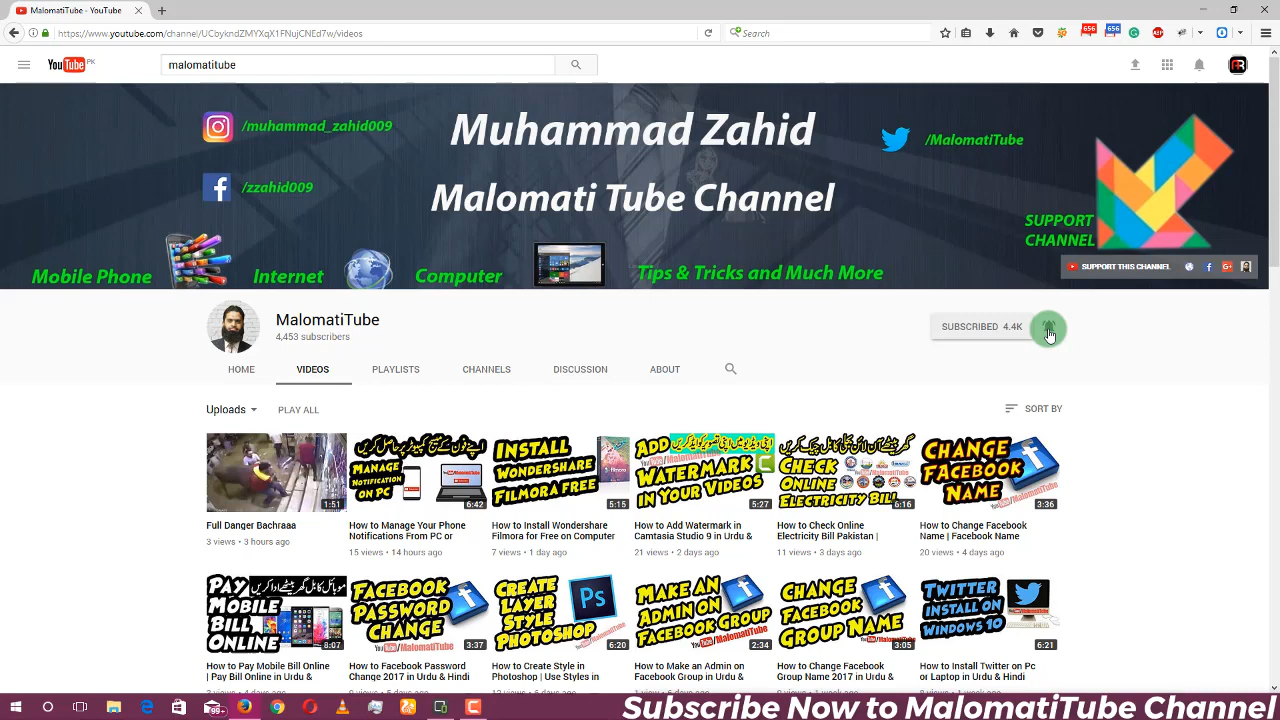 MalomatiTube - YouTube
https://www.youtube.com/channel/UCbykndZMYXqX1FNujCNEd7w/videos
Search
656
656
ABP
YouTube PK
malomatitube
/muhammad_zahid009
Muhammad Zahid
/MalomatiTube
/zzahid009
Malomati Tube Channel
SUPPORT
CHANNEL
SUPPORT THIS CHANNEL
Mobile Phone
Internet
Computer
Tips & Tricks and Much More
MalomatiTube
4,453 subscribers
SUBSCRIBED 4.4K
HOME
VIDEOS
PLAYLISTS
CHANNELS
DISCUSSION
ABOUT
Uploads
PLAY ALL
SORT BY
1:51
MANAGE
NOTIFICATION
ON PC
6:42
INSTALL
WONDERSHARE
FILMORA FREE
5:15
ADD
WATERMARK
IN YOUR VIDEOS
5:27
CHECK
ONLINE
ELECTRICITY BILL
6:16
CHANGE
FACEBOOK
NAME
3:36
Full Danger Bachraaa
3 views • 3 hours ago
How to Manage Your Phone
Notifications From PC or
15 views • 14 hours ago
How to Install Wondershare
Filmora for Free on Computer
7 views • 1 day ago
How to Add Watermark in
Camtasia Studio 9 in Urdu &
21 views • 2 days ago
How to Check Online
Electricity Bill Pakistan |
11 views • 3 days ago
How to Change Facebook
Name | Facebook Name
20 views • 4 days ago
PAY
MOBILE
BILL
ONLINE
8:07
FACEBOOK
PASSWORD
CHANGE
YouTube/MalomatiTube
3:37
CREATE
LAYER
STYLE
PHOTOSHOP
Ps
6:20
MAKE AN
ADMIN ON
FACEBOOK GROUP
YouTube/MalomatiTube
2:34
CHANGE
FACEBOOK
GROUP NAME
YouTube/MalomatiTube
3:05
TWITTER
INSTALL ON
WINDOWS 10
6:21
How to Pay Mobile Bill Online
| Pay Bill Online in Urdu &
How to Facebook Password
Change 2017 in Urdu & Hindi
How to Create Style in
Photoshop | Use Styles in
How to Make an Admin on
Facebook Group in Urdu &
How to Change Facebook
Group Name 2017 in Urdu &
How to Install Twitter on Pc
or Laptop in Urdu & Hindi
99+
Subscribe Now to MalomatiTube Channel